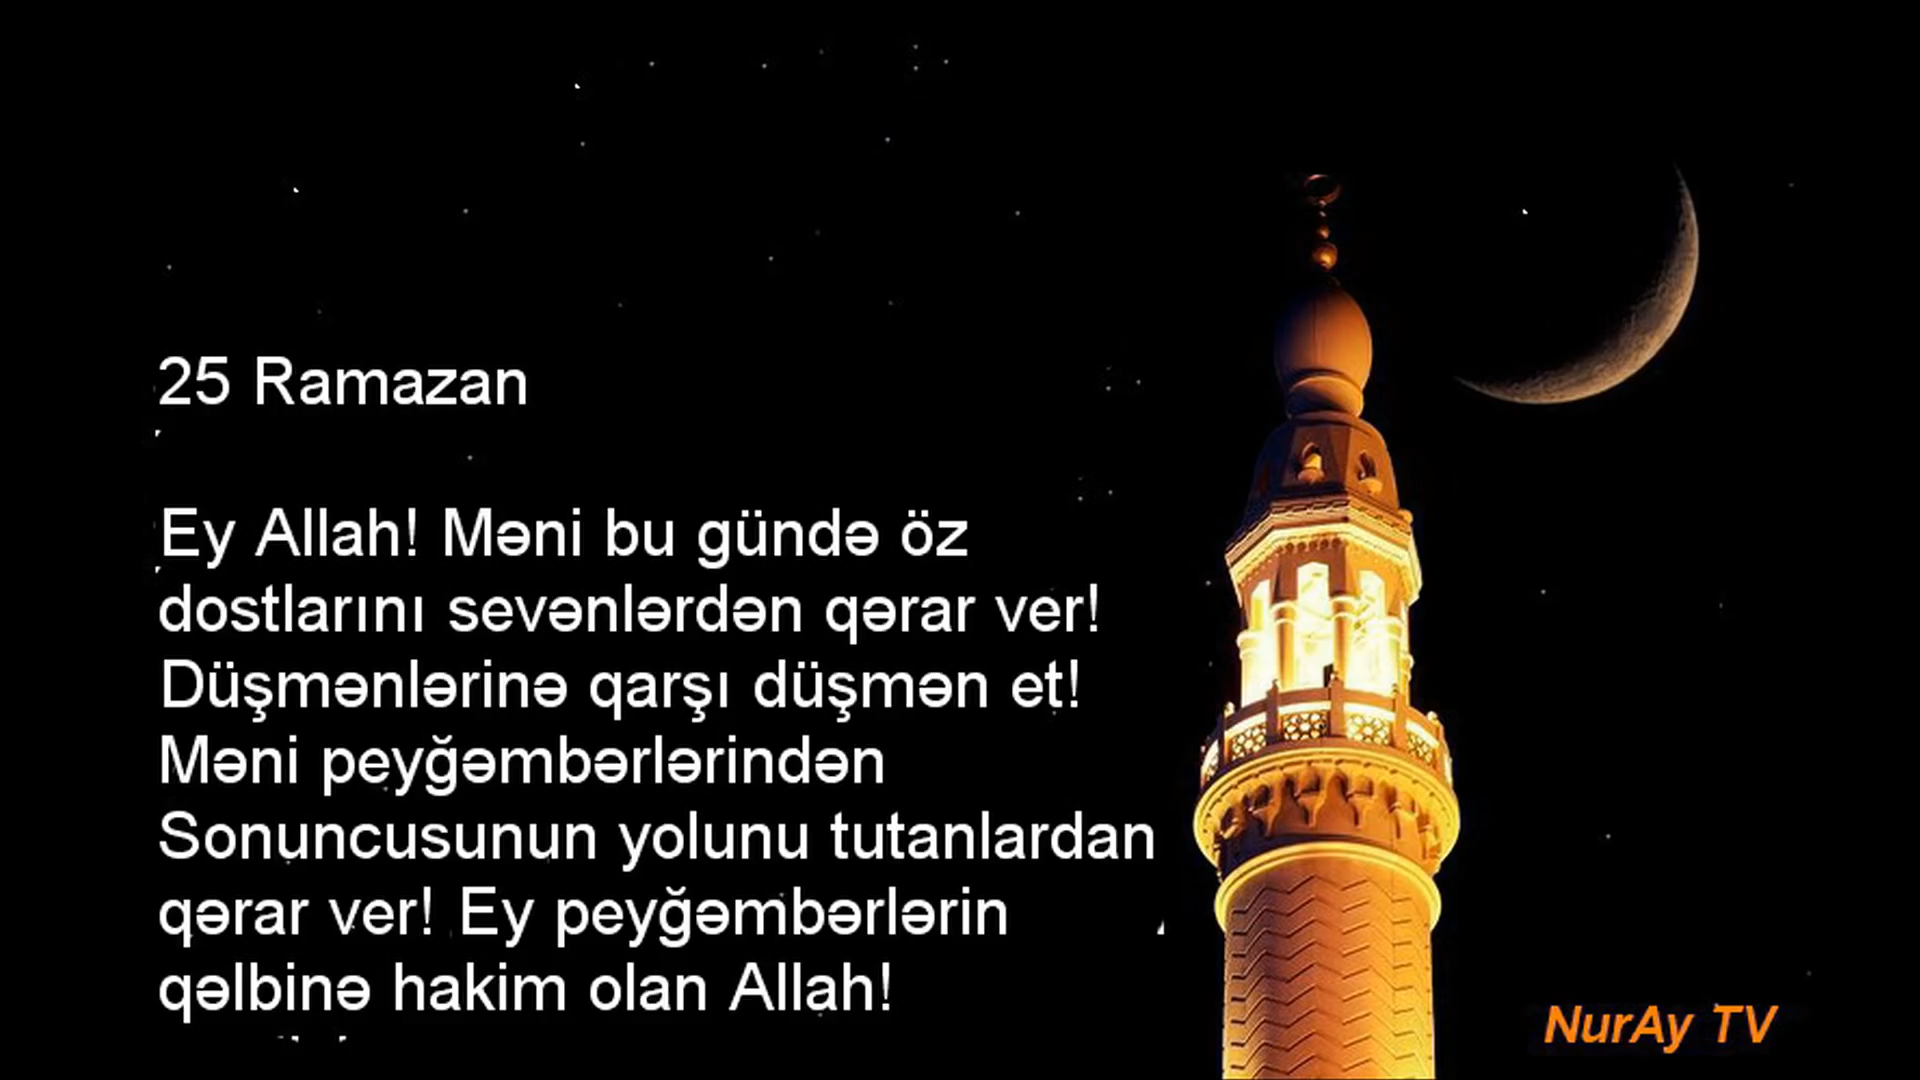 25 Ramazan
Ey Allah! Məni bu gündə öz
dostlarını sevənlərdən qərar ver!
Düşmənlərinə qarşı düşmən et!
Məni peyğəmbərlərindən
Sonuncusunun yolunu tutanlardan
qərar ver! Ey peyğəmbərlərin
qəlbinə hakim olan Allah!
NurAy TV